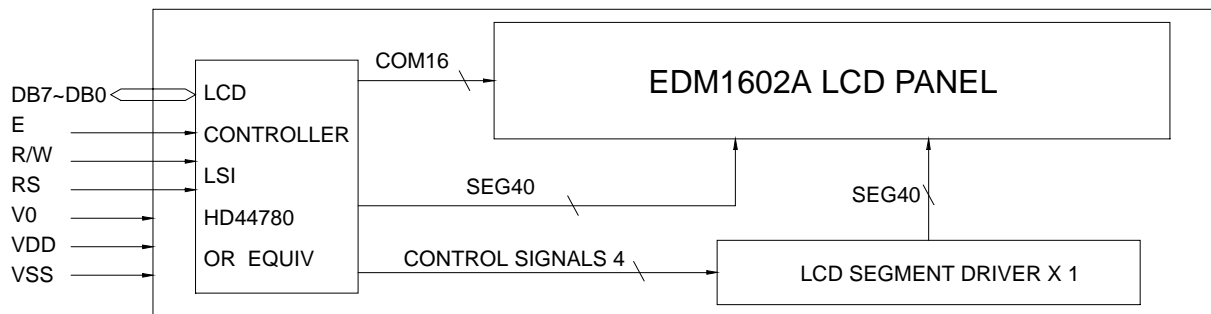 DB7~DB0
E
R/W
RS
V0
VDD
VSS
LCD
CONTROLLER
LSI
HD44780
OR EQUIV
COM16
SEG40
CONTROL SIGNALS 4
EDM1602A LCD PANEL
SEG40
LCD SEGMENT DRIVER X 1